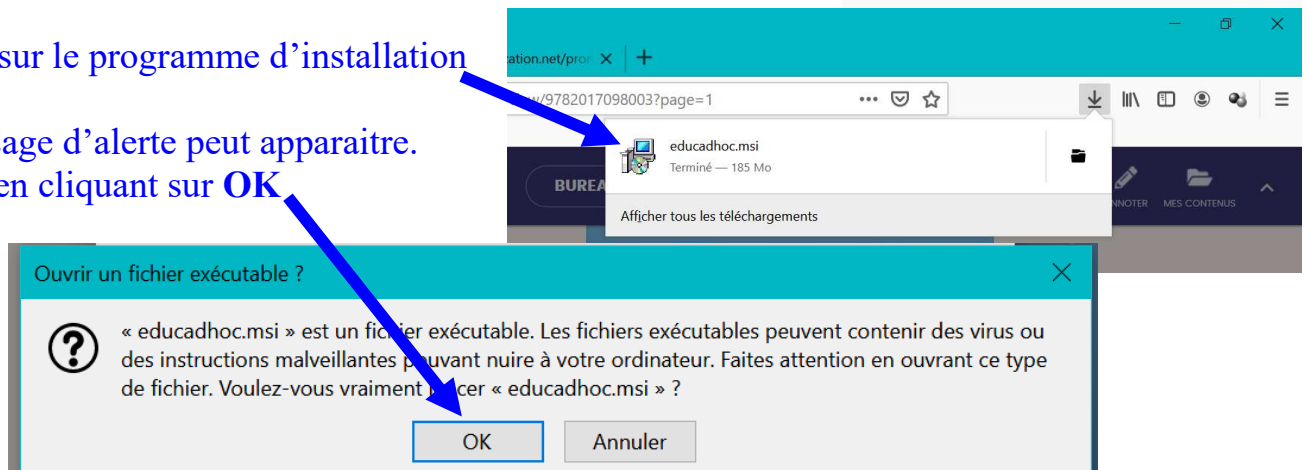 sur le programme d’installation
age d’alerte peut apparaitre.
en cliquant sur OK
ation.net/pro
/9782017098003?page=1
educadhoc.msi
Terminé — 185 Mo
Afficher tous les téléchargements
BUREA
NNOTER MES CONTENUS
Ouvrir un fichier exécutable ?
« educadhoc.msi » est un fichier exécutable. Les fichiers exécutables peuvent contenir des virus ou
des instructions malveillantes pouvant nuire à votre ordinateur. Faites attention en ouvrant ce type
de fichier. Voulez-vous vraiment lancer « educadhoc.msi » ?
OK Annuler